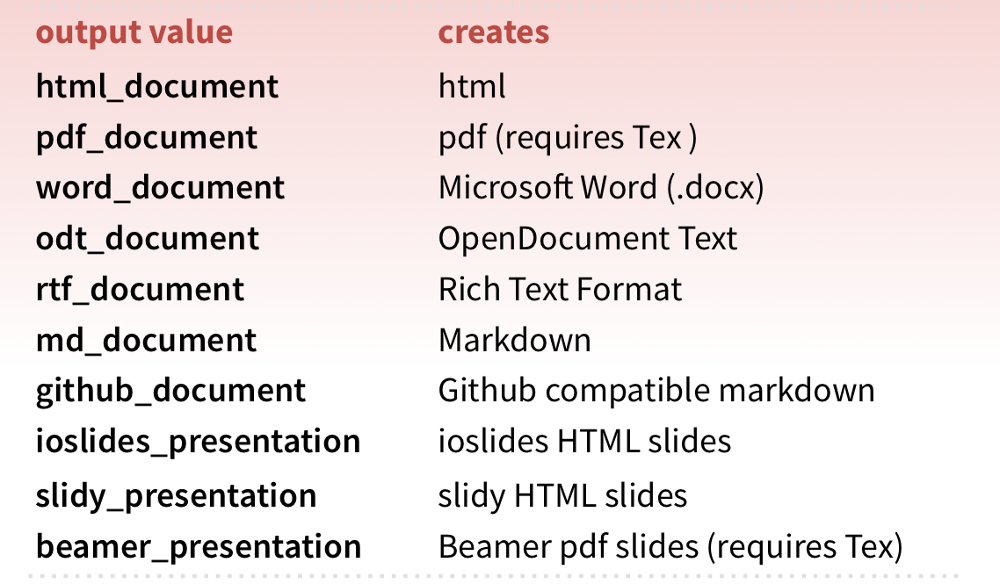 output value creates
html_document html
pdf_document pdf (requires Tex )
word_document Microsoft Word (.docx)
odt_document OpenDocument Text
rtf_document Rich Text Format
md_document Markdown
github_document Github compatible markdown
ioslides_presentation ioslides HTML slides
slidy_presentation slidy HTML slides
beamer_presentation Beamer pdf slides (requires Tex)